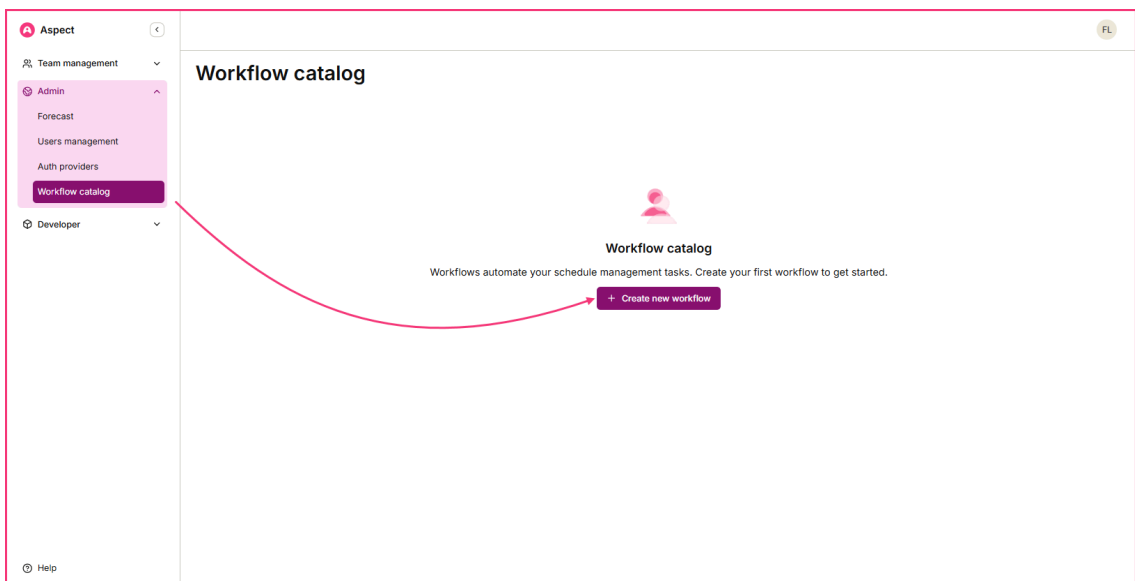 Aspect
FL
Team management
Admin
Forecast
Users management
Auth providers
Workflow catalog
Developer
Help
Workflow catalog
Workflow catalog
Workflows automate your schedule management tasks. Create your first workflow to get started.
+ Create new workflow